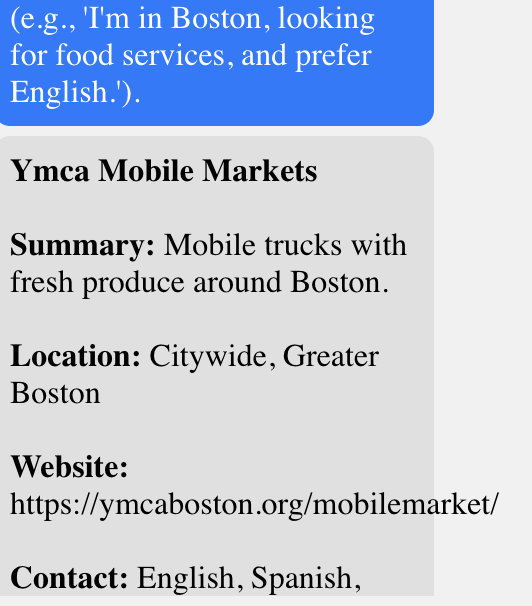 (e.g., 'I'm in Boston, looking
for food services, and prefer
English.').
Ymca Mobile Markets
Summary: Mobile trucks with
fresh produce around Boston.
Location: Citywide, Greater
Boston
Website:
https://ymcaboston.org/mobilemarket/
Contact: English, Spanish,